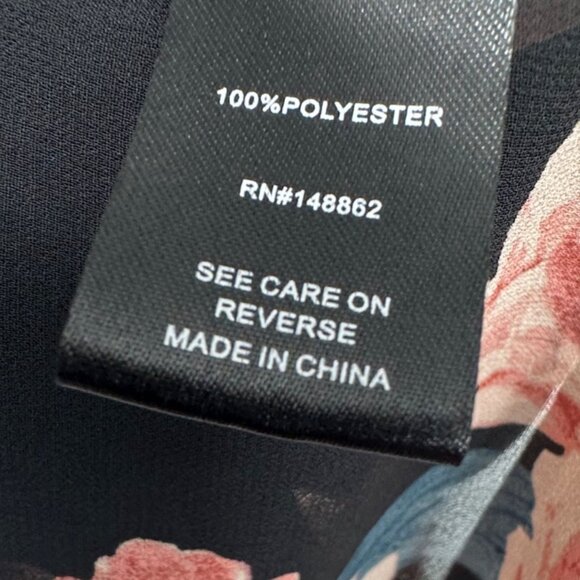 100%POLYESTER
RN#148862
SEE CARE ON
REVERSE
MADE IN CHINA